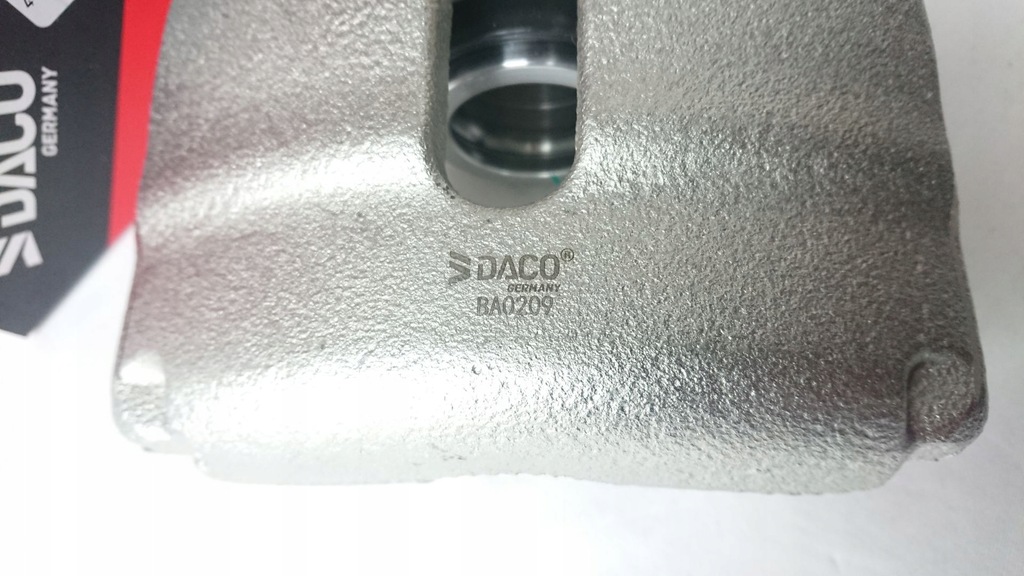 DACO
GERMANY
DACO®
GERMANY
BA0209